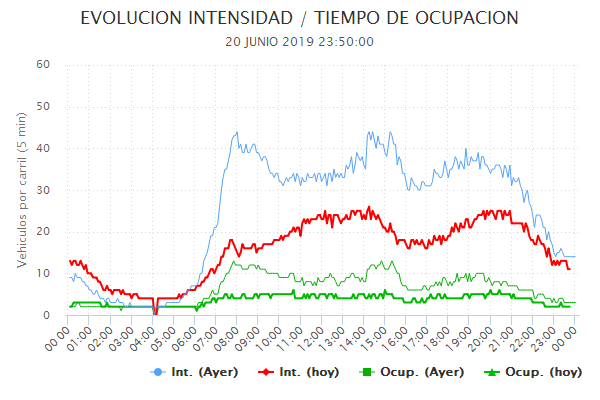 EVOLUCION INTENSIDAD / TIEMPO DE OCUPACION
20 JUNIO 2019 23:50:00
Vehiculos por carril (5 min)
60
50
40
30
20
10
0
00:00 01:00 02:00 03:00 04:00 05:00 06:00 07:00 08:00 09:00 10:00 11:00 12:00 13:00 14:00 15:00 16:00 17:00 18:00 19:00 20:00 21:00 22:00 23:00 00:00
Int. (Ayer) Int. (hoy) Ocup. (Ayer) Ocup. (hoy)